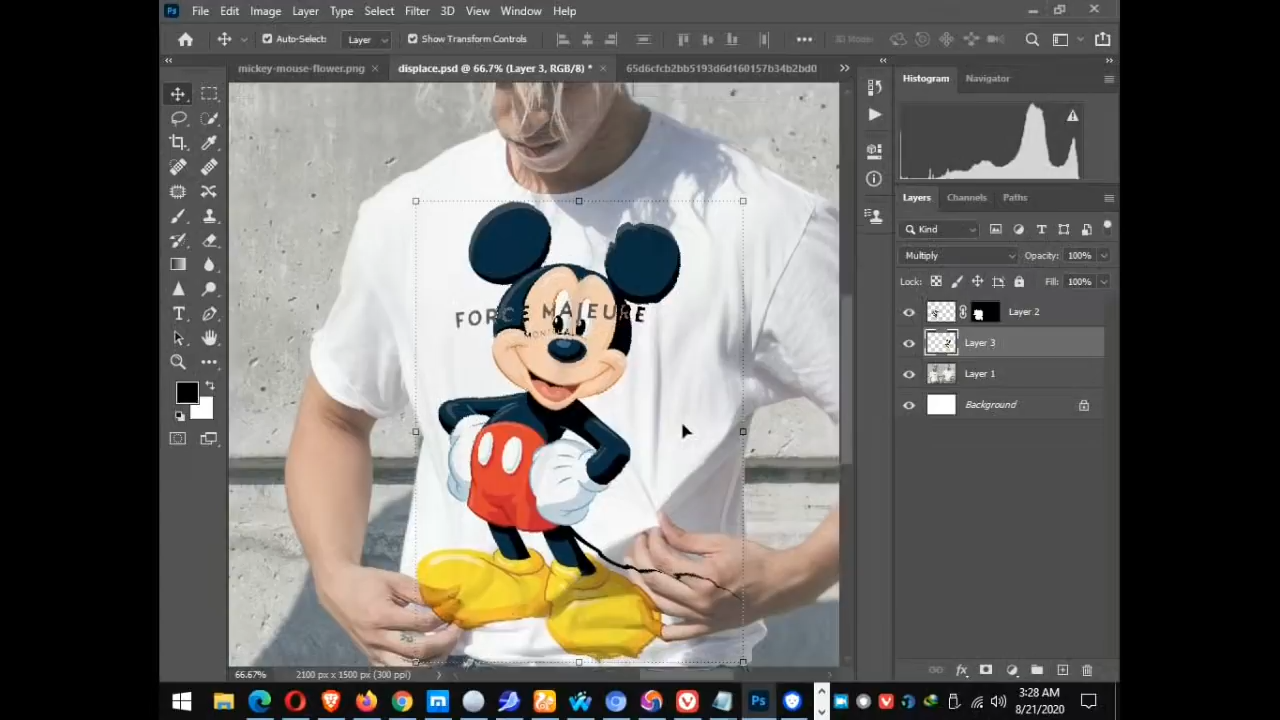 Ps File Edit Image Layer Type Select Filter 3D View Window Help
Auto-Select: Layer Show Transform Controls
mickey-mouse-flower.png displace.psd @ 66.7% (Layer 3, RGB/8) * 65d6cfcb2bb5193d6d160157b34b2bd0
Histogram Navigator
Layers Channels Paths
Kind
Multiply Opacity: 100%
Lock: Fill: 100%
Layer 2
Layer 3
Layer 1
Background
FORCE MAJEURE
66.67% 2100 px x 1500 px (300 ppi)
Ps
3:28 AM
8/21/2020